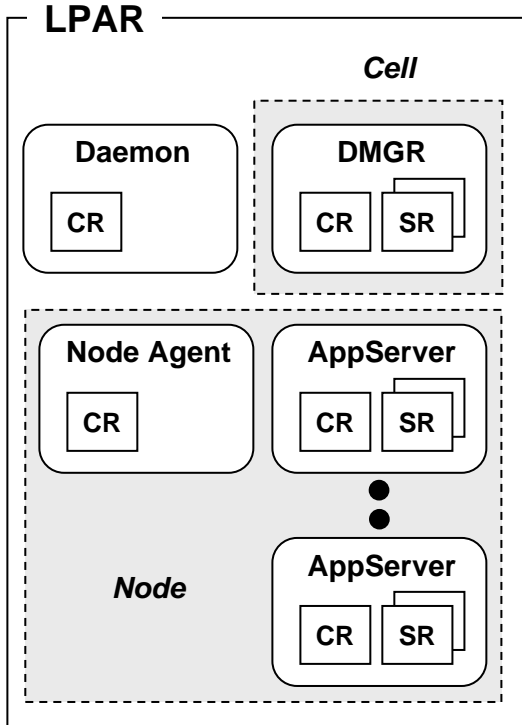 LPAR
Cell
Daemon
CR
DMGR
CR SR
Node Agent
CR
AppServer
CR SR
Node
AppServer
CR SR